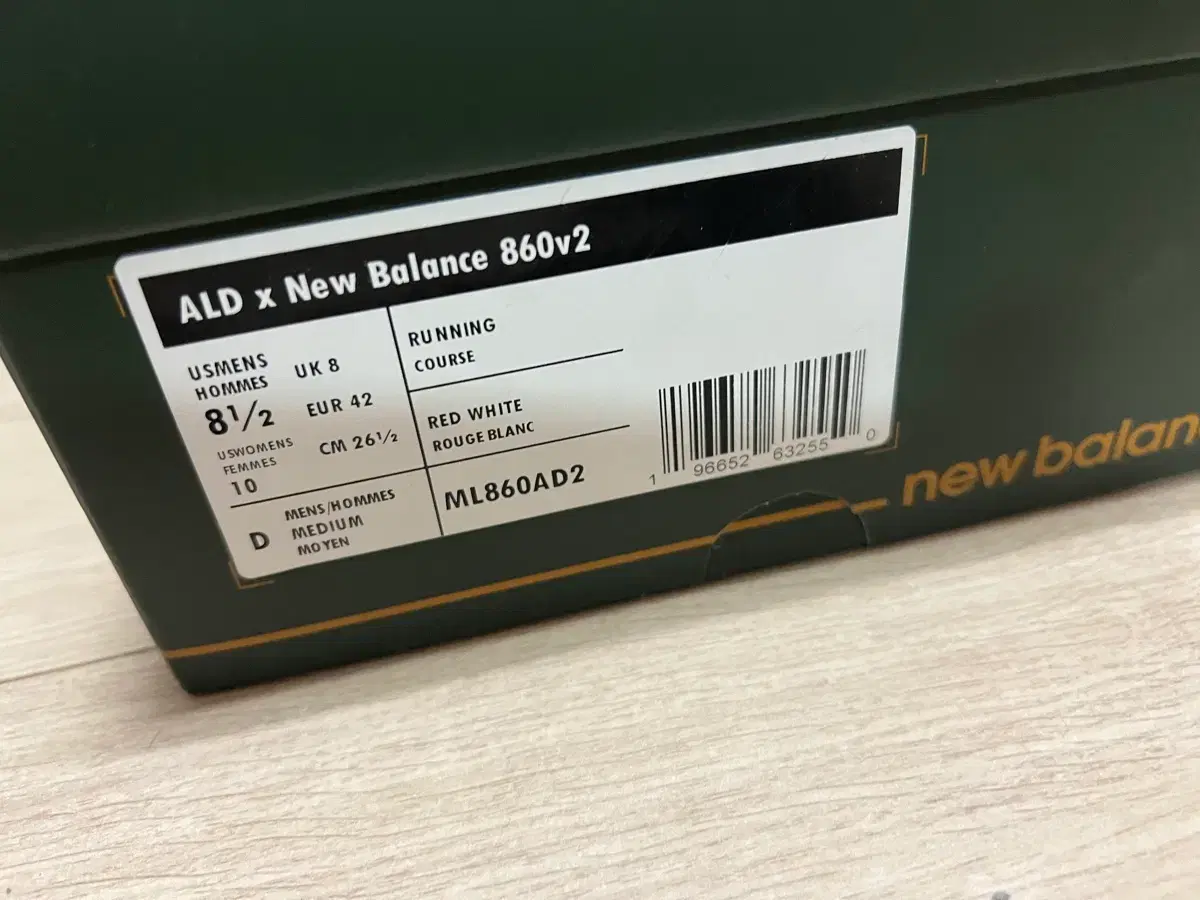 ALD x New Balance 860v2
USMENS
HOMMES
8½
USWOMENS
FEMMES
10
UK 8
EUR 42
CM 26½
D
MENS/HOMMES
MEDIUM
MOYEN
RUNNING
COURSE
RED WHITE
ROUGE BLANC
ML860AD2
1 96652 63255 0
new balan